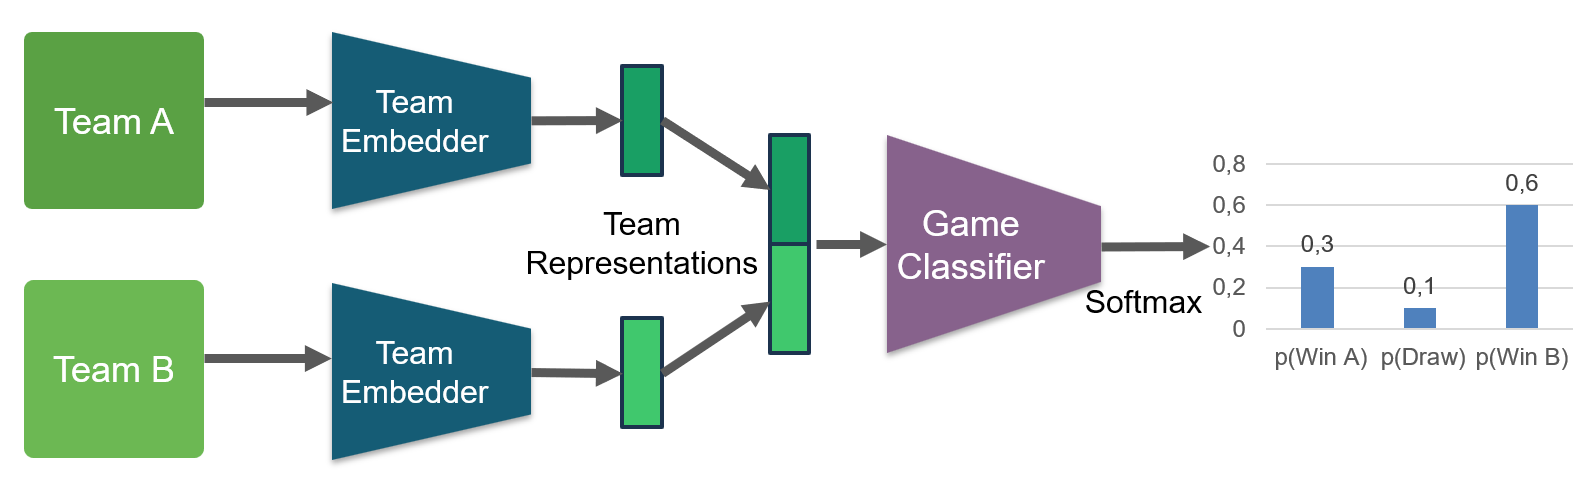 Team A
Team
Embedder
Team
Representations
Team B
Team
Embedder
Game
Classifier
Softmax
0,8
0,6
0,4
0,2
0
0,3
0,1
0,6
p(Win A) p(Draw) p(Win B)